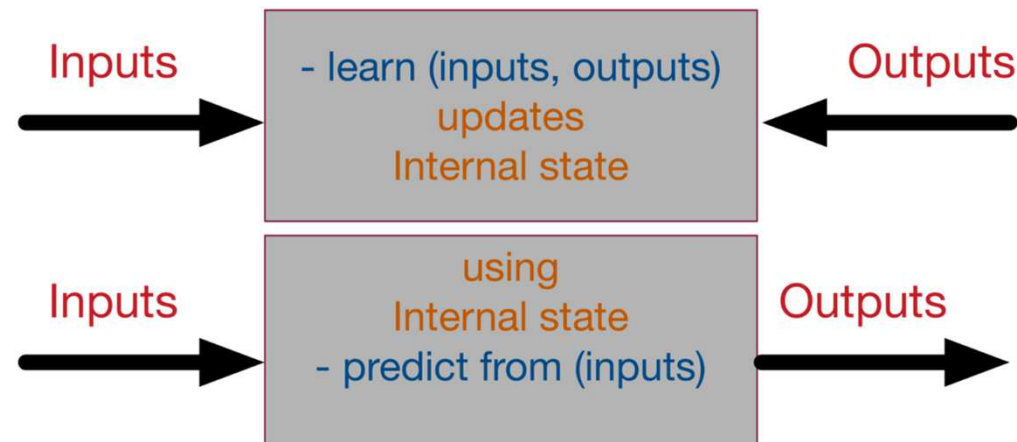 Inputs
- learn (inputs, outputs)
updates
Internal state
Outputs
Inputs
using
Internal state
- predict from (inputs)
Outputs